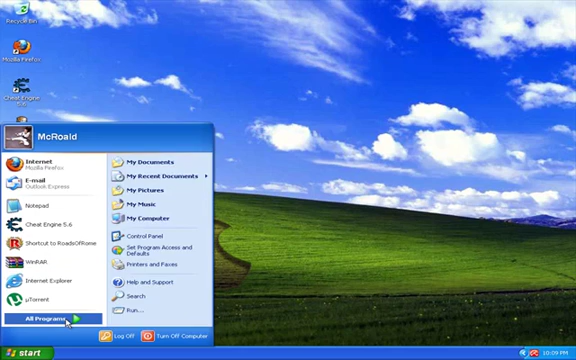 Recycle Bin
Mozilla Firefox
Cheat Engine
5.6
McRoald
Internet
Mozilla Firefox
E-mail
Outlook Express
Notepad
Cheat Engine 5.6
Shortcut to RoadsOfRome
WinRAR
Internet Explorer
µTorrent
All Programs
My Documents
My Recent Documents
My Pictures
My Music
My Computer
Control Panel
Set Program Access and
Defaults
Printers and Faxes
Help and Support
Search
Run...
Log Off
Turn Off Computer
start
10:09 PM